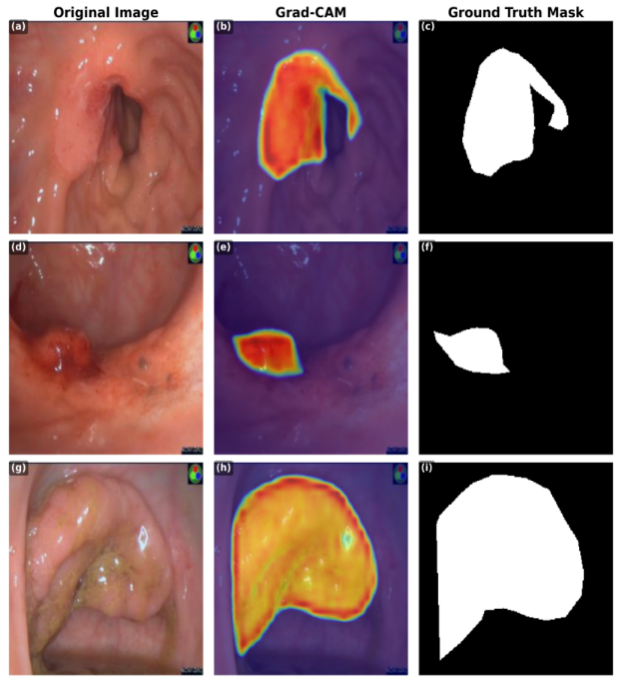 Original Image Grad-CAM Ground Truth Mask
(a) (b) (c)
(d) (e) (f)
(g) (h) (i)